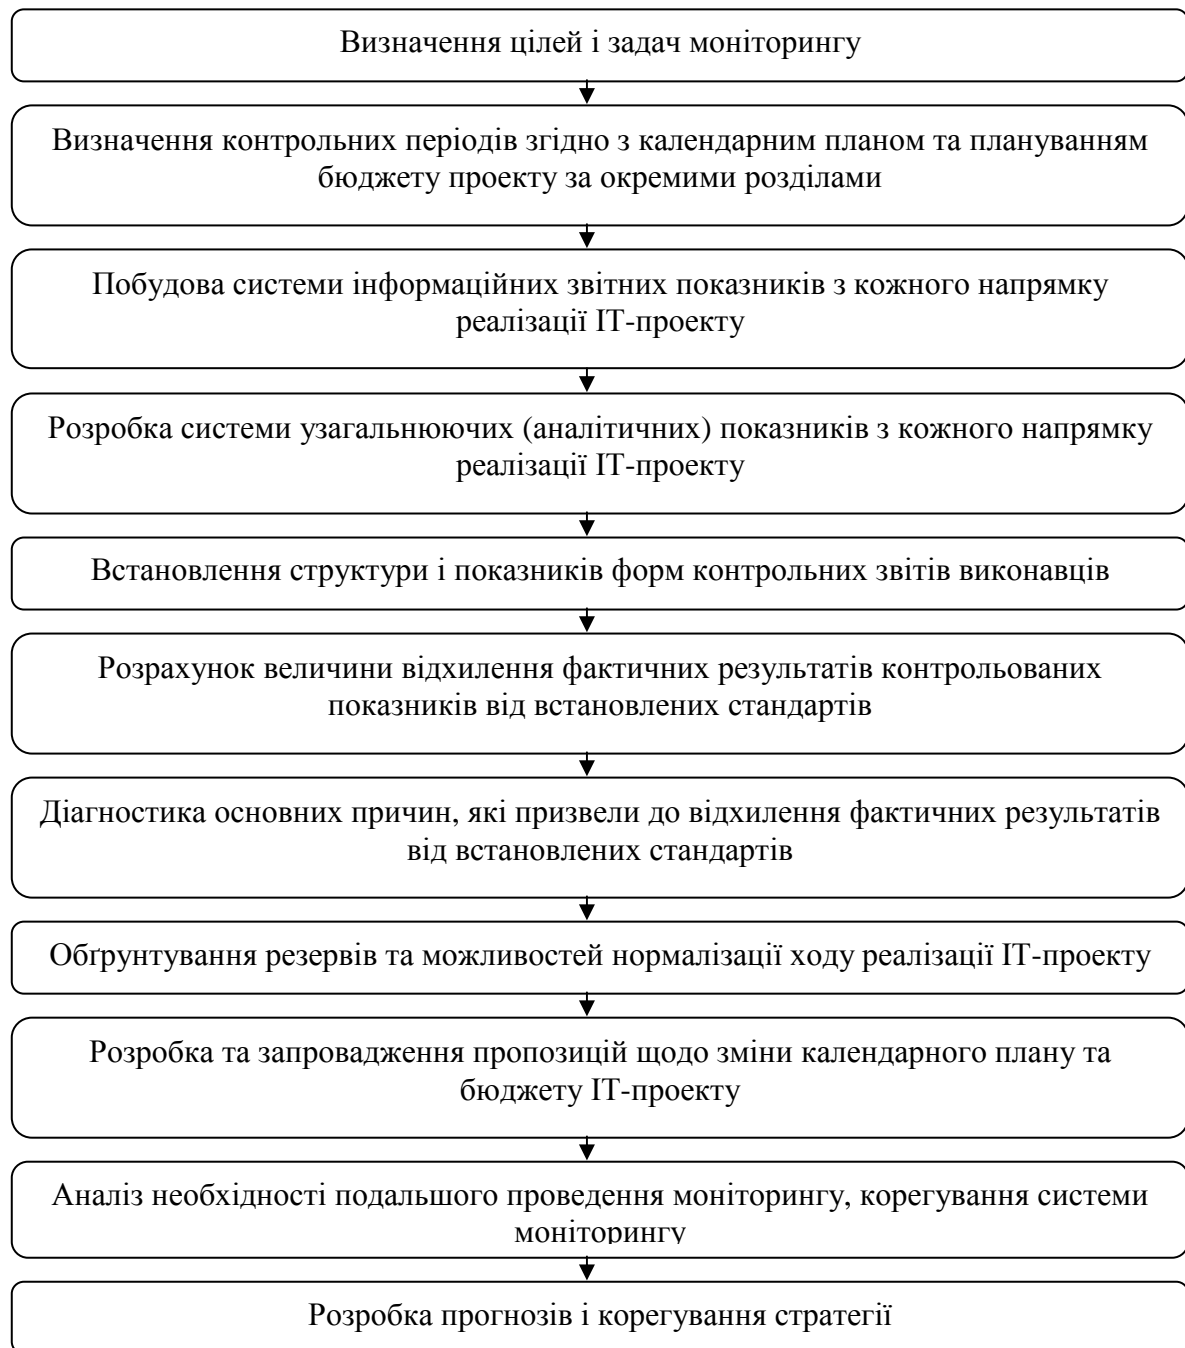 Визначення цілей і задач моніторингу
Визначення контрольних періодів згідно з календарним планом та плануванням
бюджету проекту за окремими розділами
Побудова системи інформаційних звітних показників з кожного напрямку
реалізації ІТ-проекту
Розробка системи узагальнюючих (аналітичних) показників з кожного напрямку
реалізації ІТ-проекту
Встановлення структури і показників форм контрольних звітів виконавців
Розрахунок величини відхилення фактичних результатів контрольованих
показників від встановлених стандартів
Діагностика основних причин, які призвели до відхилення фактичних результатів
від встановлених стандартів
Обґрунтування резервів та можливостей нормалізації ходу реалізації ІТ-проекту
Розробка та запровадження пропозицій щодо зміни календарного плану та
бюджету ІТ-проекту
Аналіз необхідності подальшого проведення моніторингу, корегування системи
моніторингу
Розробка прогнозів і корегування стратегії